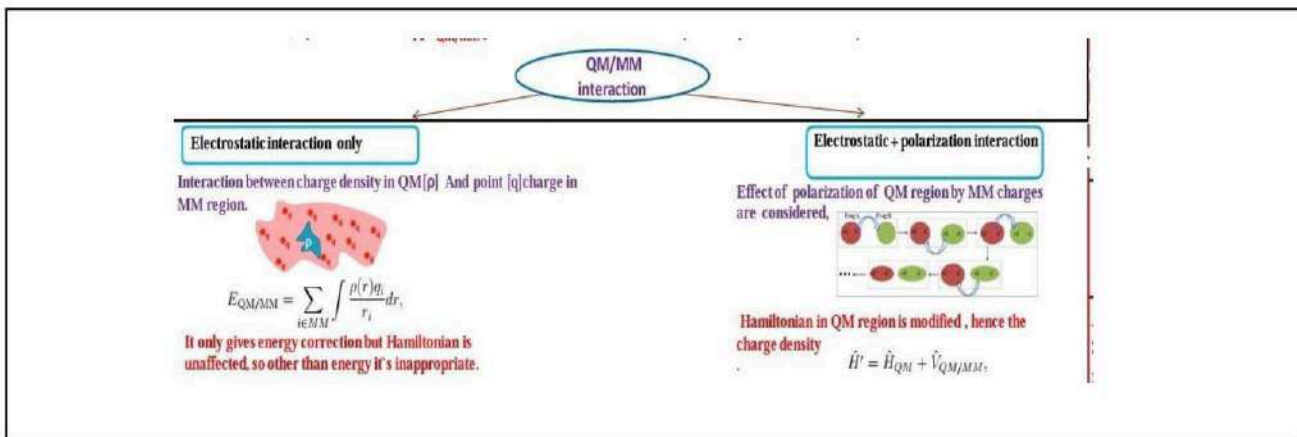 QM/MM
interaction
Electrostatic interaction only
Interaction between charge density in QM[ρ] And point [q]charge in
MM region.
ρ
E_QM/MM = ∑_{i∈MM} ∫ ρ(r)q_i / r_i dr,
It only gives energy correction but Hamiltonian is
unaffected, so other than energy it's inappropriate.
Electrostatic + polarization interaction
Effect of polarization of QM region by MM charges
are considered,
Hamiltonian in QM region is modified , hence the
charge density
Ĥ′ = Ĥ_QM + V̂_QM/MM,